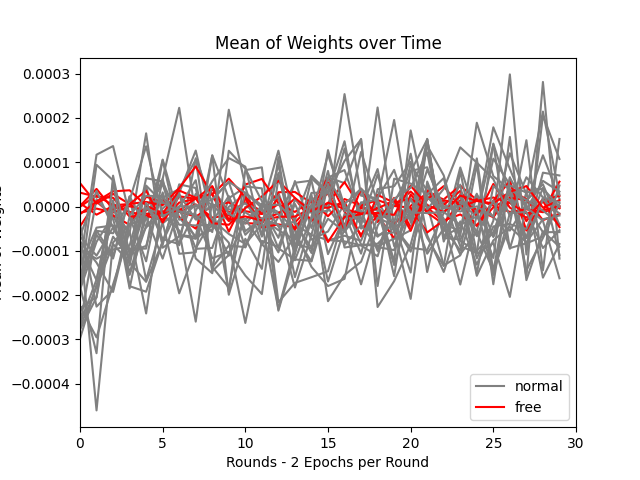 Mean of Weights over Time
0.0003
0.0002
0.0001
0.0000
−0.0001
−0.0002
−0.0003
−0.0004
0 5 10 15 20 25 30
Rounds - 2 Epochs per Round
normal
free